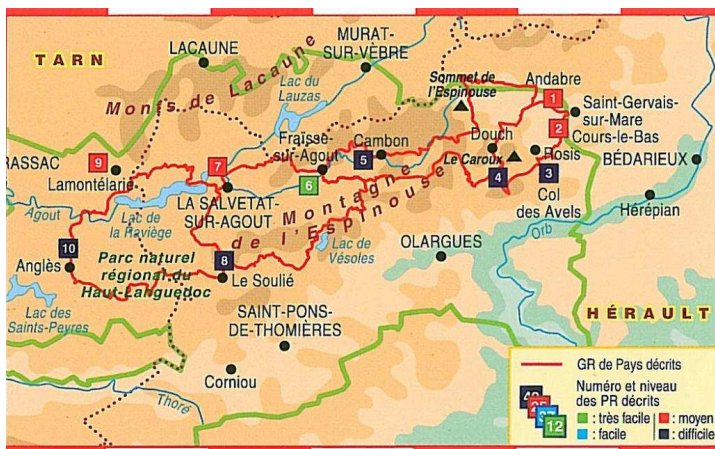 TARN
LACAUNE
MURAT-
SUR-VÈBRE
Monts de Lacaune
Lac du
Lauzas
Sommet de
l'Espinouse
Andabre
1
Saint-Gervais-
sur-Mare
2
Cours-le-Bas
BÉDARIEUX
RASSAC
9
Lamontélarié
7
Fraïsse-
sur-Agout
Cambon
5
Douch
Le Caroux
Rosis
3
4
Col
des Avels
6
LA SALVETAT-
SUR-AGOUT
Montagne
de l'Espinouse
Agout
Lac de
la Raviège
Hérépian
Orb
10
Anglès
Parc naturel
régional du
Haut-Languedoc
8
Le Soulié
Lac de
Vésoles
OLARGUES
Lac des
Saints-Peyres
SAINT-PONS-
DE-THOMIÈRES
HÉRAULT
Corniou
Thoré
GR de Pays décrits
Numéro et niveau
des PR décrits
12
: très facile
: moyen
: facile
: difficile